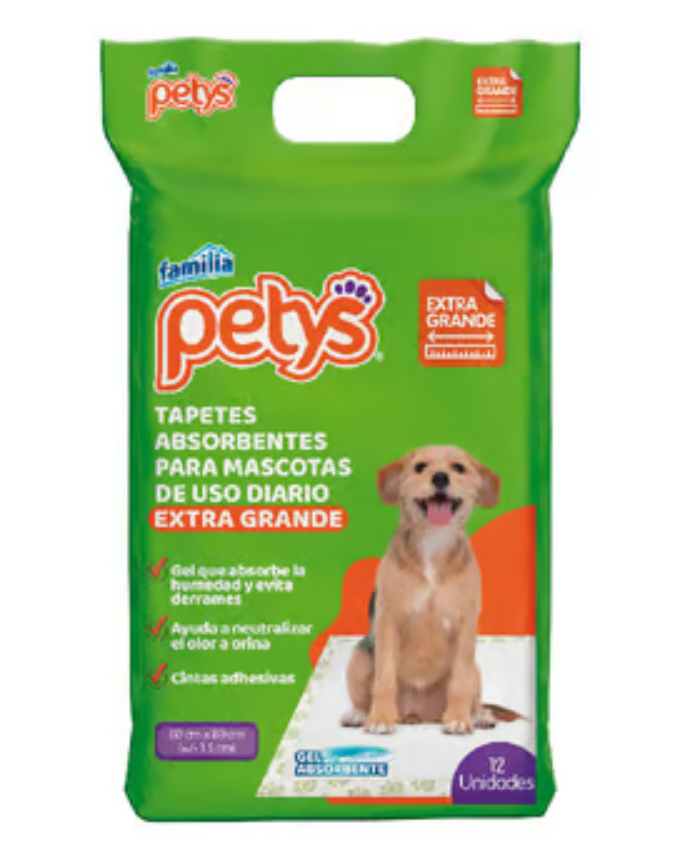 familia
petys
EXTRA
GRANDE
familia
petys®
EXTRA
GRANDE
TAPETES
ABSORBENTES
PARA MASCOTAS
DE USO DIARIO
EXTRA GRANDE
Gel que absorbe la
humedad y evita
derrames
Ayuda a neutralizar
el olor a orina
Cintas adhesivas
GEL
ABSORBENTE
12
Unidades